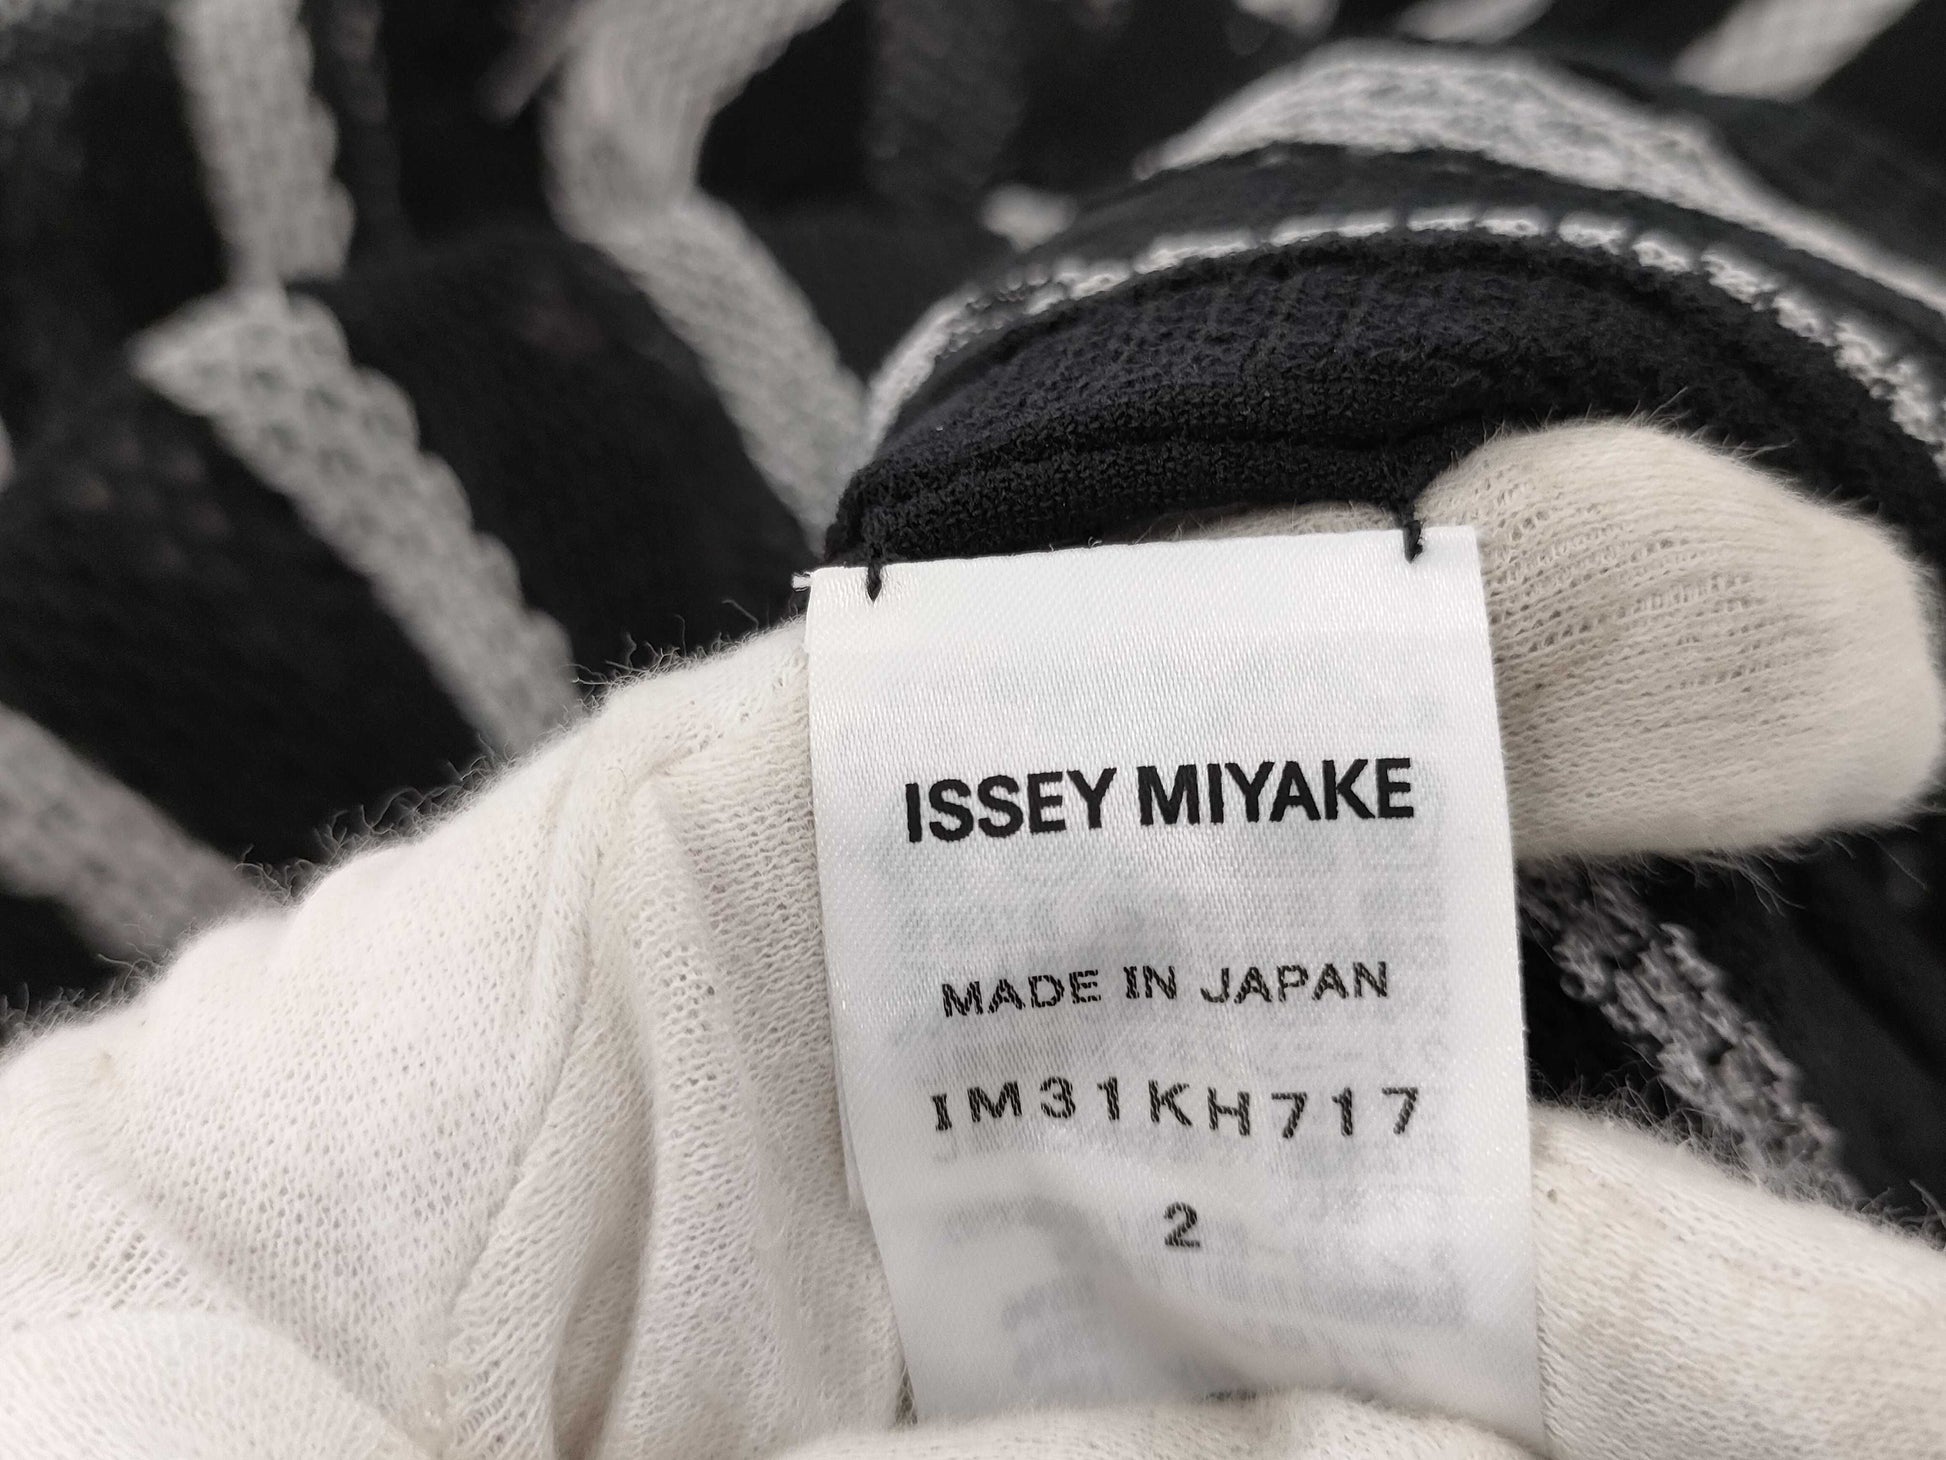 ISSEY MIYAKE
MADE IN JAPAN
IM31KH717
2